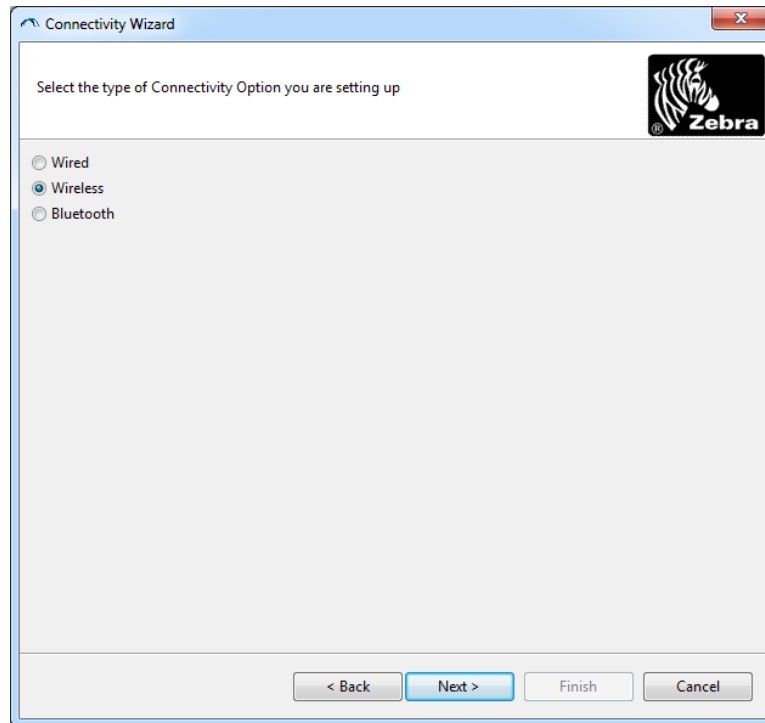 Connectivity Wizard
Select the type of Connectivity Option you are setting up
® Zebra
Wired
Wireless
Bluetooth
< Back Next > Finish Cancel